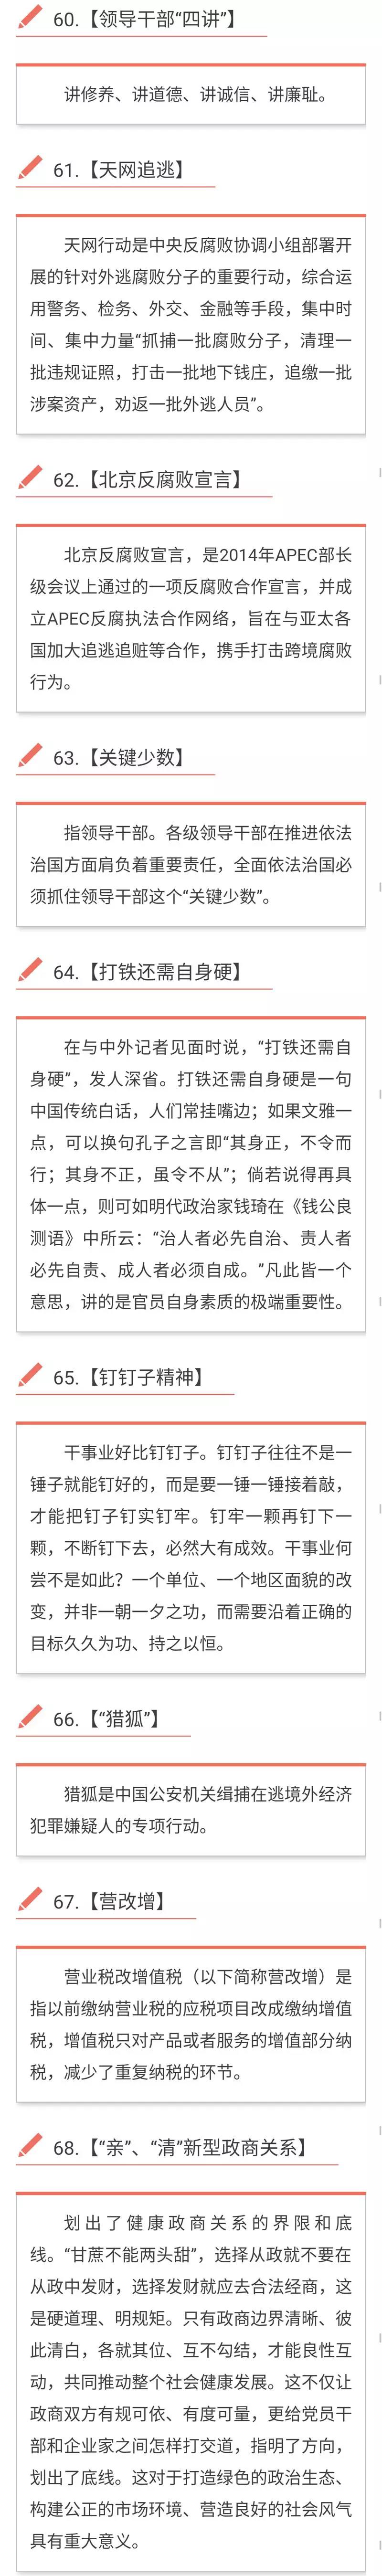 60.【领导干部“四讲”】
讲修养、讲道德、讲诚信、讲廉耻。
61.【天网追逃】
天网行动是中央反腐败协调小组部署开
展的针对外逃腐败分子的重要行动，综合运
用警务、检务、外交、金融等手段，集中时
间、集中力量“抓捕一批腐败分子，清理一
批违规证照，打击一批地下钱庄，追缴一批
涉案资产，劝返一批外逃人员”。
62.【北京反腐败宣言】
北京反腐败宣言，是2014年APEC部长
级会议上通过的一项反腐败合作宣言，并成
立APEC反腐执法合作网络，旨在与亚太各
国加大追逃追赃等合作，携手打击跨境腐败
行为。
63.【关键少数】
指领导干部。各级领导干部在推进依法
治国方面肩负着重要责任，全面依法治国必
须抓住领导干部这个“关键少数”。
64.【打铁还需自身硬】
在与中外记者见面时说，“打铁还需自
身硬”，发人深省。打铁还需自身硬是一句
中国传统白话，人们常挂嘴边；如果文雅一
点，可以换句孔子之言即“其身正，不令而
行；其身不正，虽令不从”；倘若说得再具
体一点，则可如明代政治家钱琦在《钱公良
测语》中所云：“治人者必先自治、责人者
必先自责、成人者必须自成。”凡此皆一个
意思，讲的是官员自身素质的极端重要性。
65.【钉钉子精神】
干事业好比钉钉子。钉钉子往往不是一
锤子就能钉好的，而是要一锤一锤接着敲，
才能把钉子钉实钉牢。钉牢一颗再钉下一
颗，不断钉下去，必然大有成效。干事业何
尝不是如此？一个单位、一个地区面貌的改
变，并非一朝一夕之功，而需要沿着正确的
目标久久为功、持之以恒。
66.【“猎狐”】
猎狐是中国公安机关缉捕在逃境外经济
犯罪嫌疑人的专项行动。
67.【营改增】
营业税改增值税（以下简称营改增）是
指以前缴纳营业税的应税项目改成缴纳增值
税，增值税只对产品或者服务的增值部分纳
税，减少了重复纳税的环节。
68.【“亲”、“清”新型政商关系】
划出了健康政商关系的界限和底
线。“甘蔗不能两头甜”，选择从政就不要在
从政中发财，选择发财就应去合法经商，这
是硬道理、明规矩。只有政商边界清晰、彼
此清白，各就其位、互不勾结，才能良性互
动，共同推动整个社会健康发展。这不仅让
政商双方有规可依、有度可量，更给党员干
部和企业家之间怎样打交道，指明了方向，
划出了底线。这对于打造绿色的政治生态、
构建公正的市场环境、营造良好的社会风气
具有重大意义。